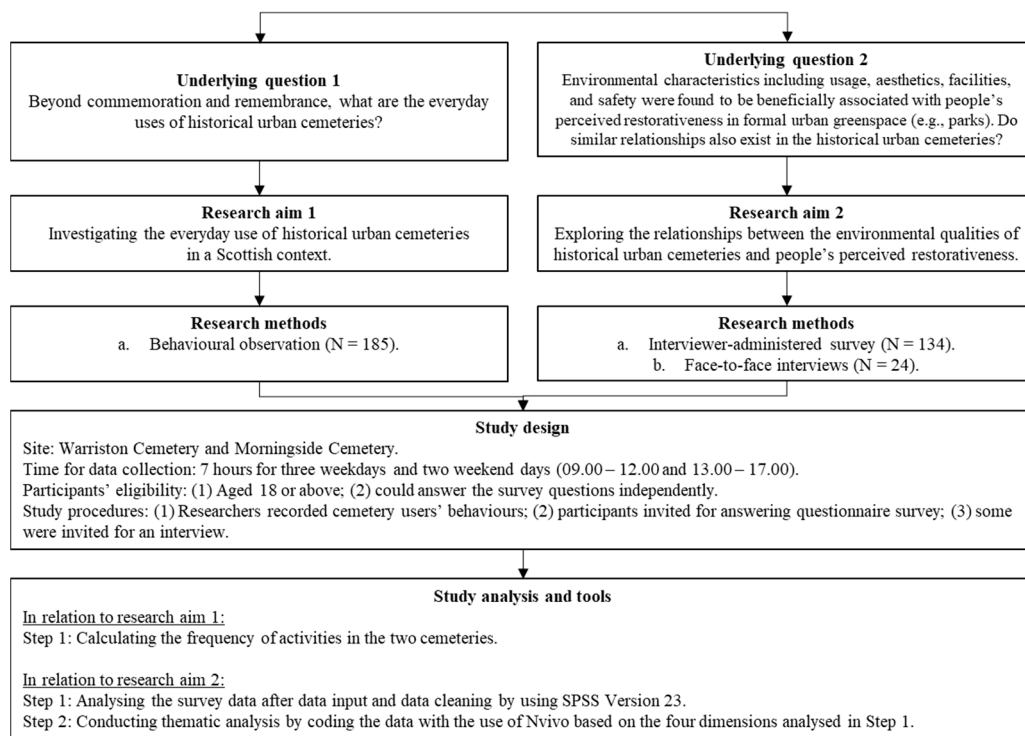 Underlying question 1
Beyond commemoration and remembrance, what are the everyday
uses of historical urban cemeteries?
Underlying question 2
Environmental characteristics including usage, aesthetics, facilities,
and safety were found to be beneficially associated with people's
perceived restorativeness in formal urban greenspace (e.g., parks). Do
similar relationships also exist in the historical urban cemeteries?
Research aim 1
Investigating the everyday use of historical urban cemeteries
in a Scottish context.
Research aim 2
Exploring the relationships between the environmental qualities of
historical urban cemeteries and people's perceived restorativeness.
Research methods
a. Behavioural observation (N = 185).
Research methods
a. Interviewer-administered survey (N = 134).
b. Face-to-face interviews (N = 24).
Study design
Site: Warriston Cemetery and Morningside Cemetery.
Time for data collection: 7 hours for three weekdays and two weekend days (09.00 – 12.00 and 13.00 – 17.00).
Participants' eligibility: (1) Aged 18 or above; (2) could answer the survey questions independently.
Study procedures: (1) Researchers recorded cemetery users' behaviours; (2) participants invited for answering questionnaire survey; (3) some
were invited for an interview.
Study analysis and tools
In relation to research aim 1:
Step 1: Calculating the frequency of activities in the two cemeteries.
In relation to research aim 2:
Step 1: Analysing the survey data after data input and data cleaning by using SPSS Version 23.
Step 2: Conducting thematic analysis by coding the data with the use of Nvivo based on the four dimensions analysed in Step 1.